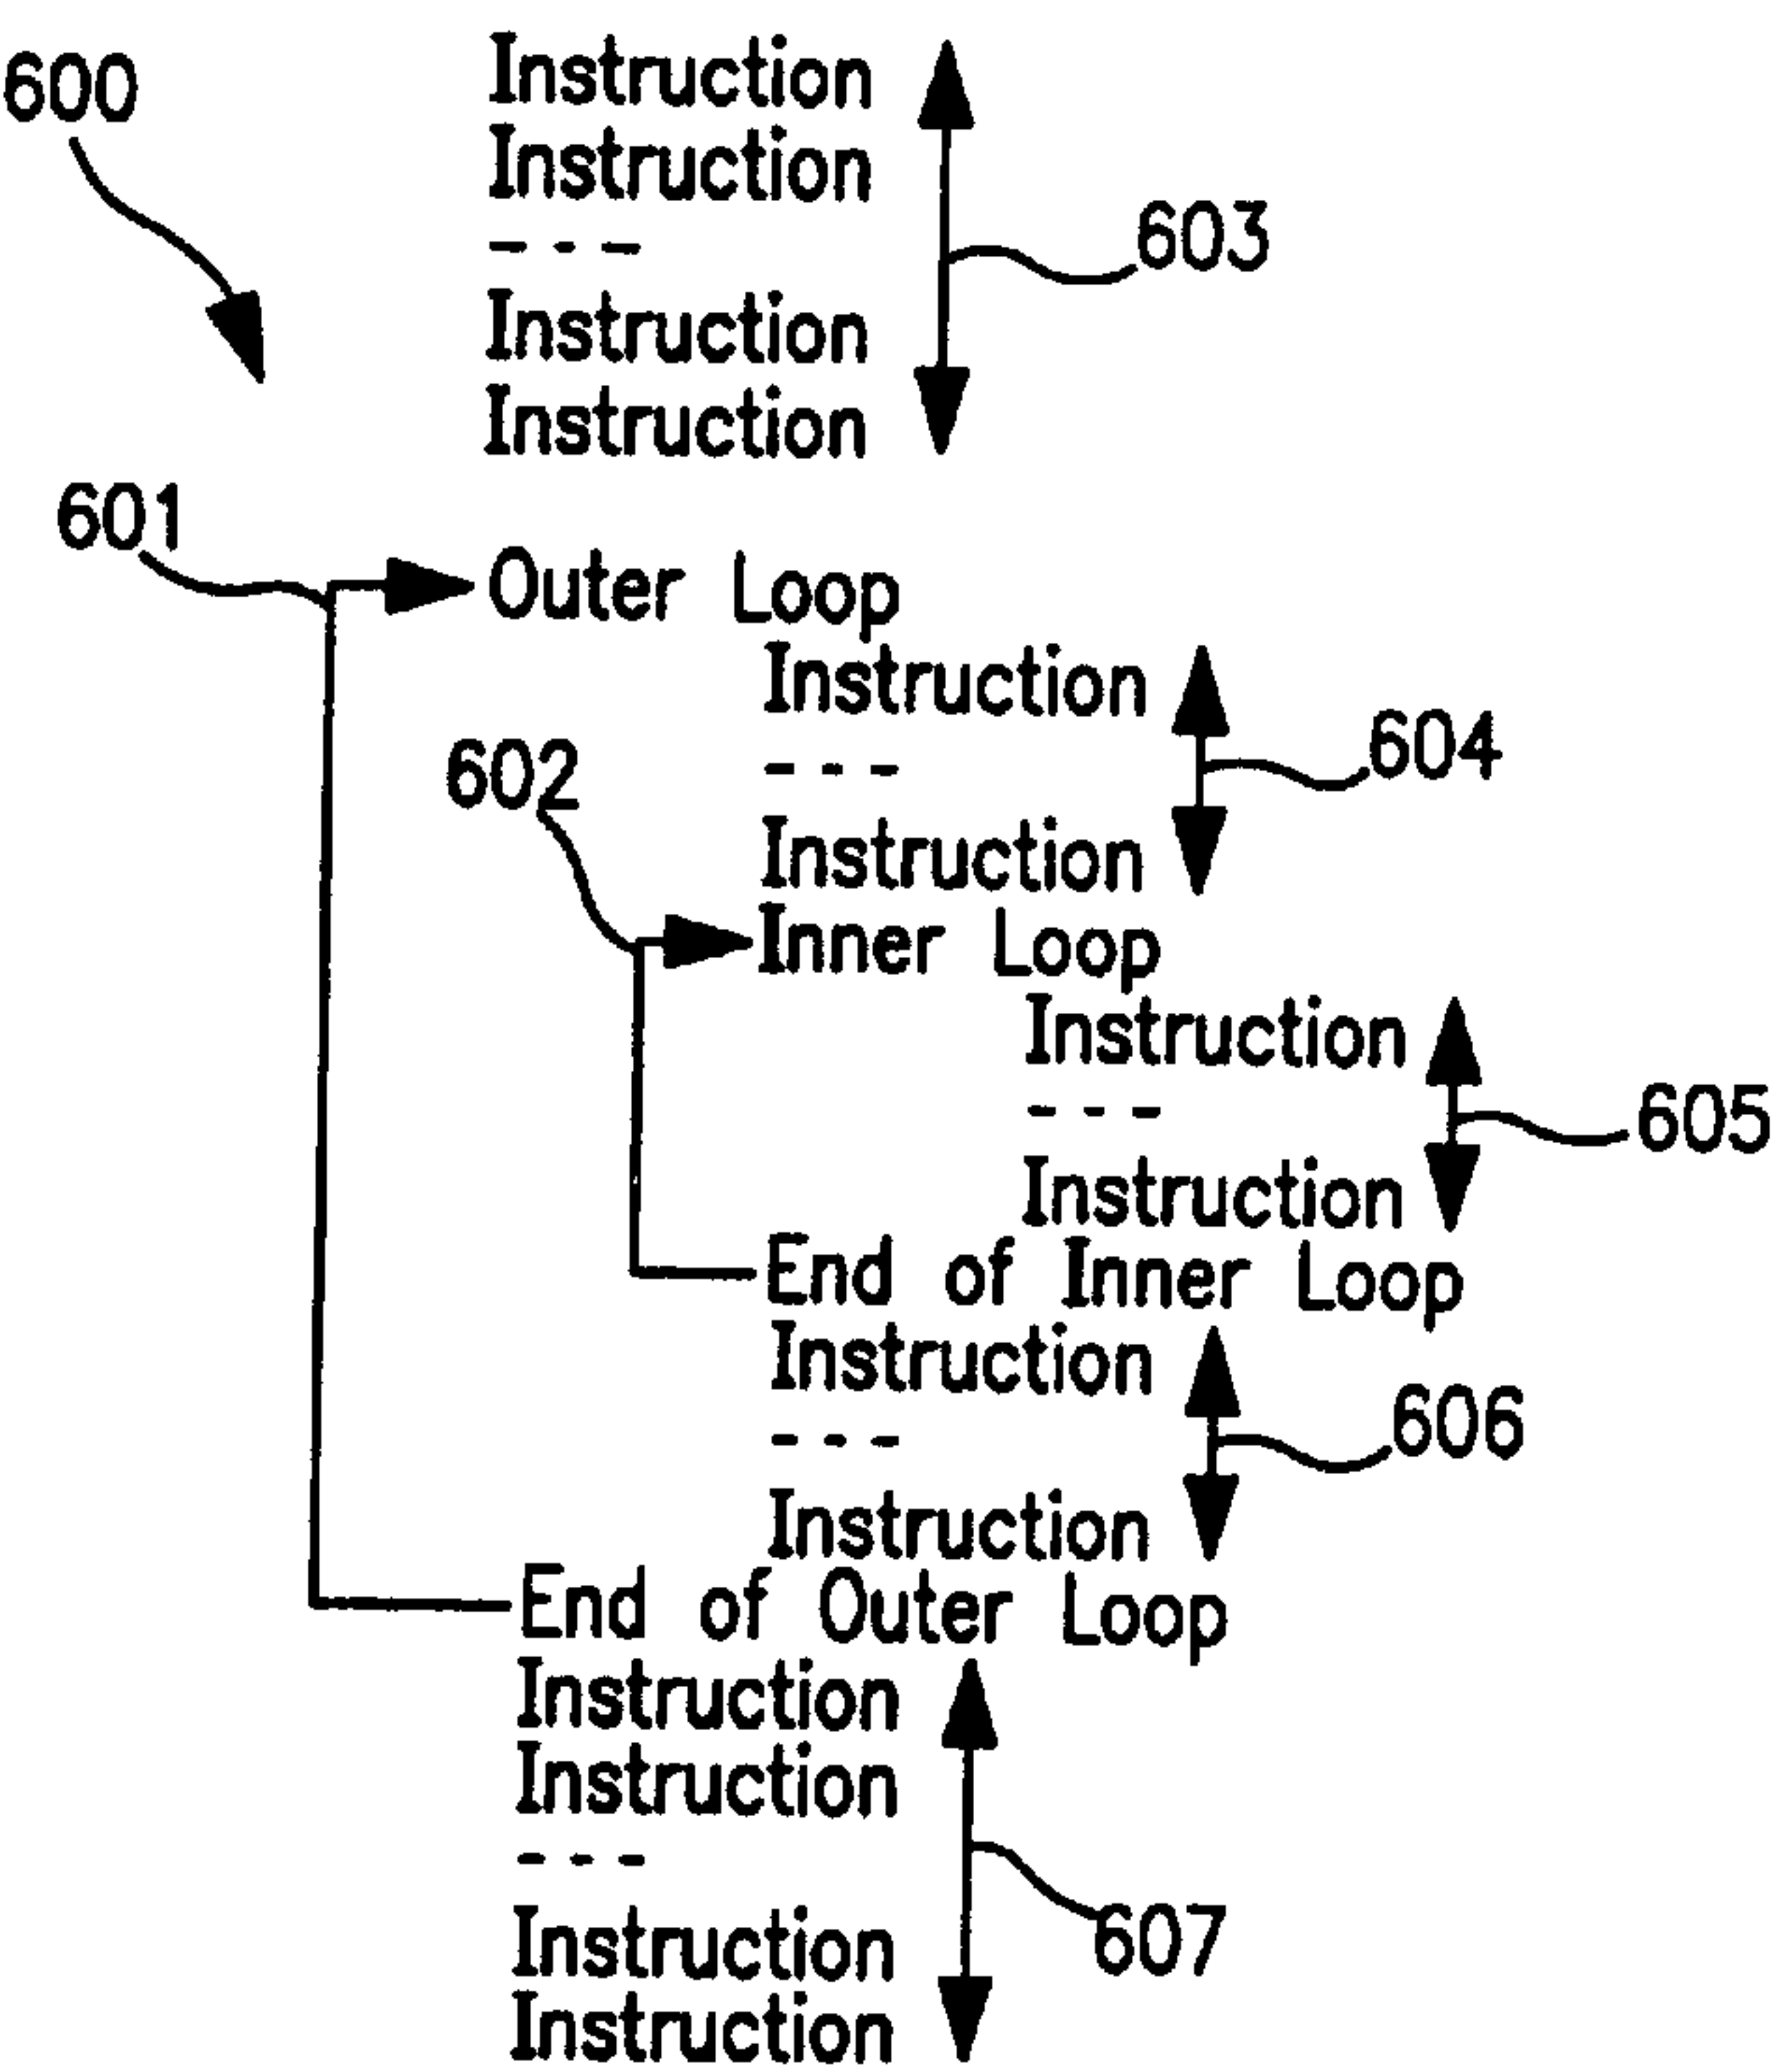 600
Instruction
Instruction
- - -
603
Instruction
Instruction
601
Outer Loop
Instruction
602
- - -
604
Instruction
Inner Loop
Instruction
- - -
605
Instruction
End of Inner Loop
Instruction
- - -
606
Instruction
End of Outer Loop
Instruction
Instruction
- - -
607
Instruction
Instruction